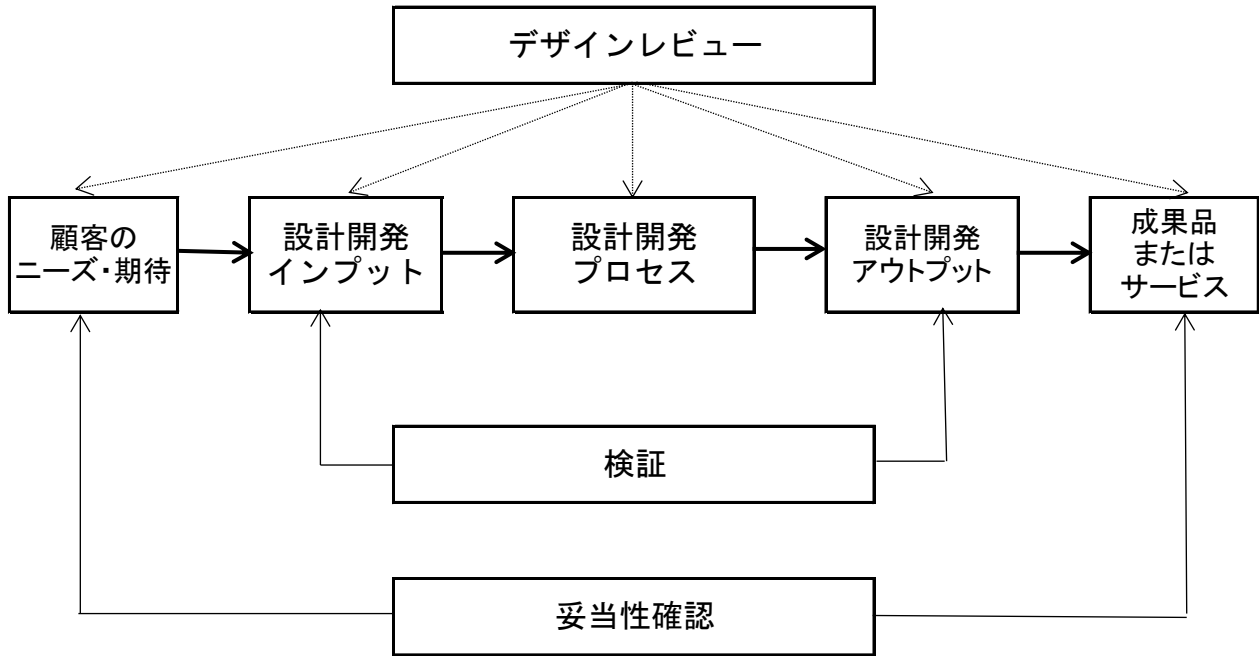 デザインレビュー
顧客の
ニーズ・期待
設計開発
インプット
設計開発
プロセス
設計開発
アウトプット
成果品
または
サービス
検証
妥当性確認